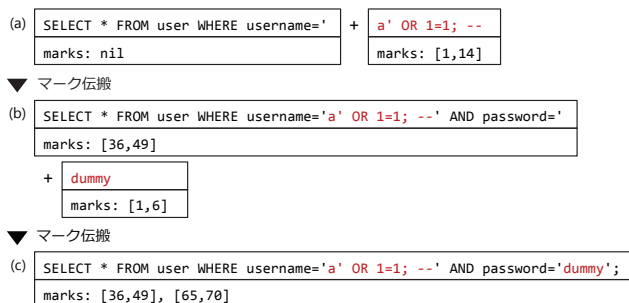 (a) SELECT * FROM user WHERE username=' + a' OR 1=1; --
marks: nil marks: [1,14]
▼ マーク伝搬
(b) SELECT * FROM user WHERE username='a' OR 1=1; --' AND password='
marks: [36,49]
+ dummy
marks: [1,6]
▼ マーク伝搬
(c) SELECT * FROM user WHERE username='a' OR 1=1; --' AND password='dummy';
marks: [36,49], [65,70]